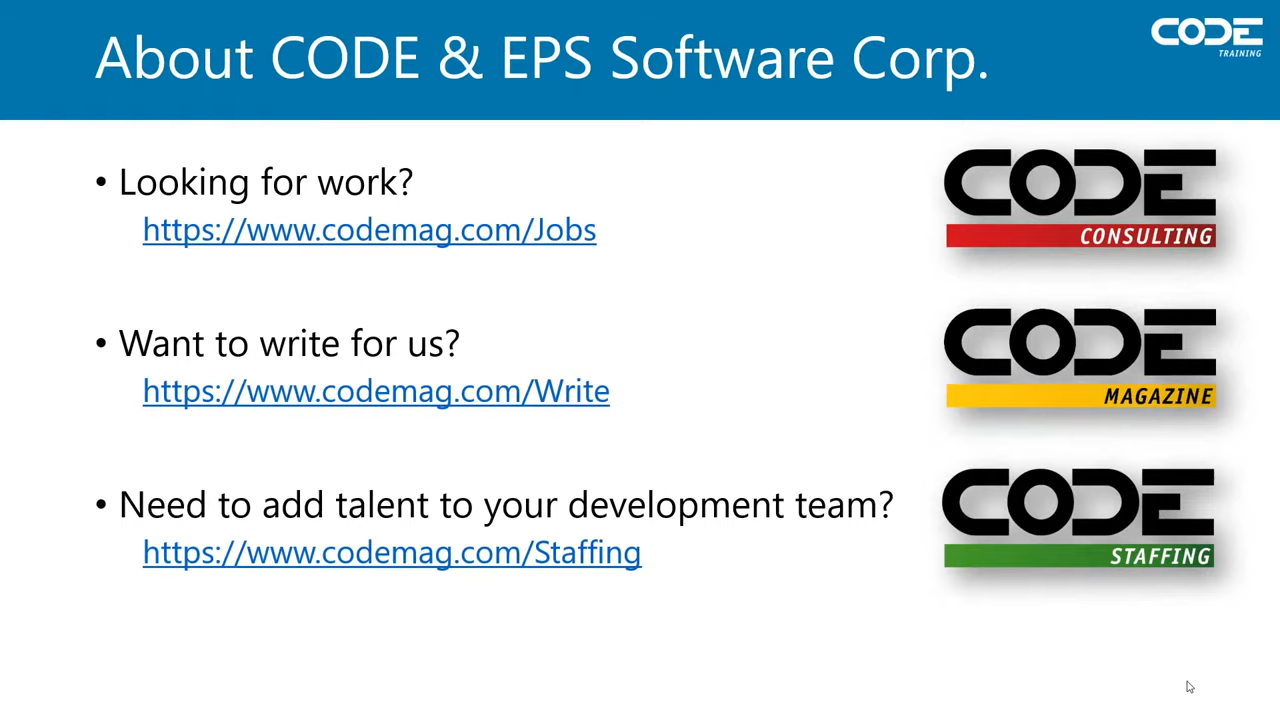 About CODE & EPS Software Corp.
CODE
TRAINING
• Looking for work?
https://www.codemag.com/Jobs
CODE
CONSULTING
• Want to write for us?
https://www.codemag.com/Write
CODE
MAGAZINE
• Need to add talent to your development team?
https://www.codemag.com/Staffing
CODE
STAFFING